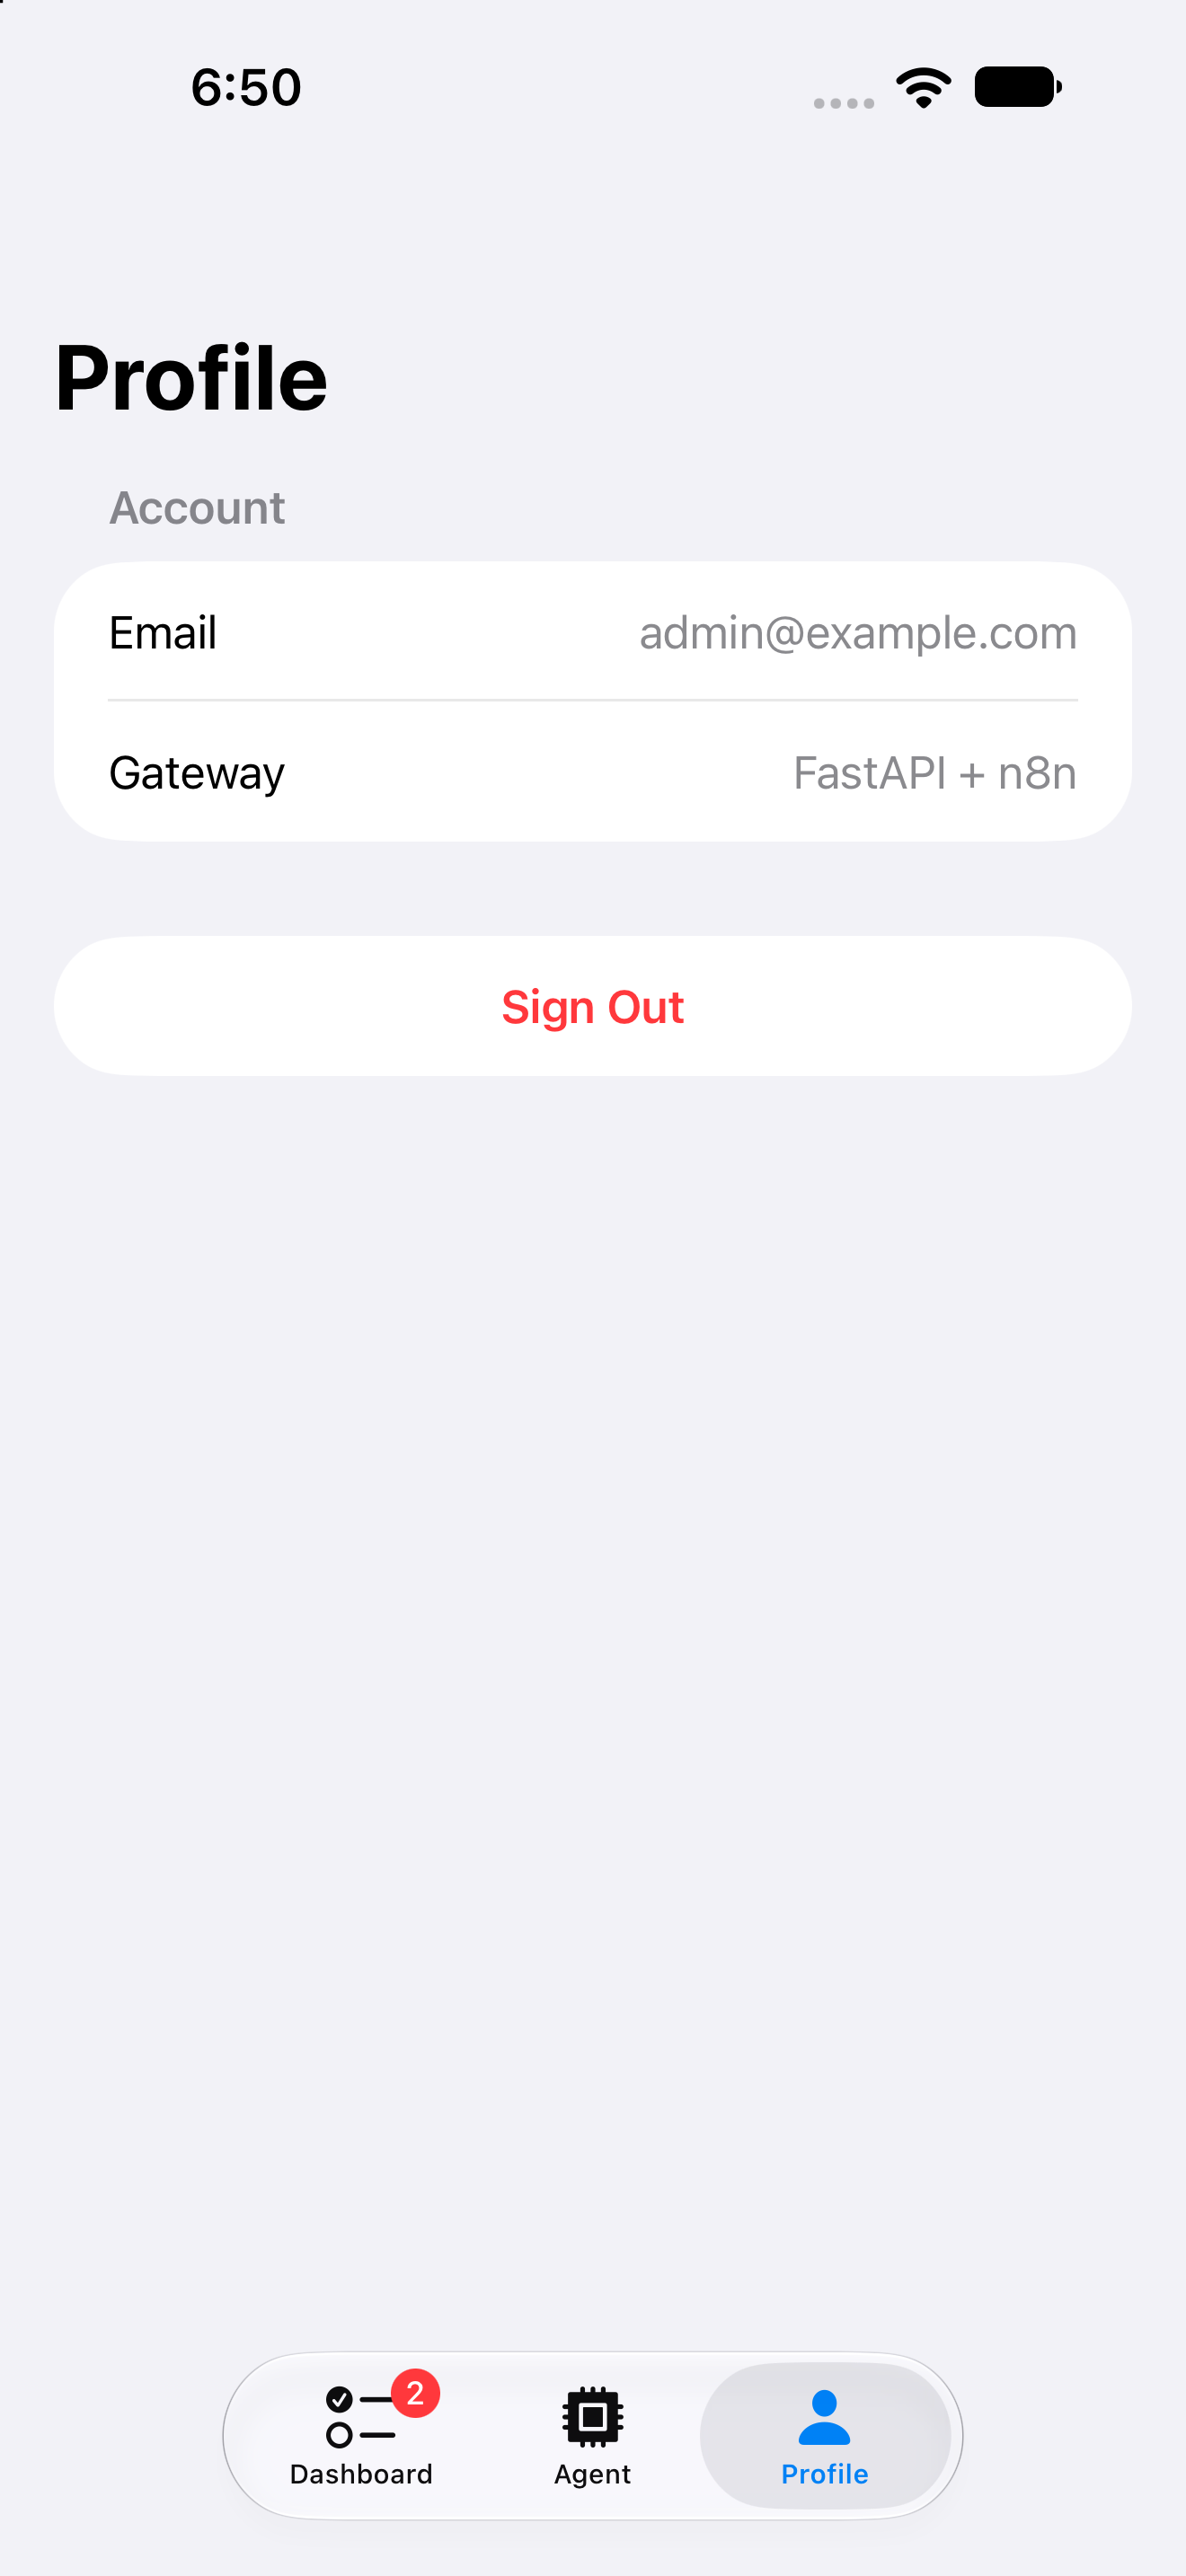 6:50
Profile
Account
Email admin@example.com
Gateway FastAPI + n8n
Sign Out
2
Dashboard Agent Profile